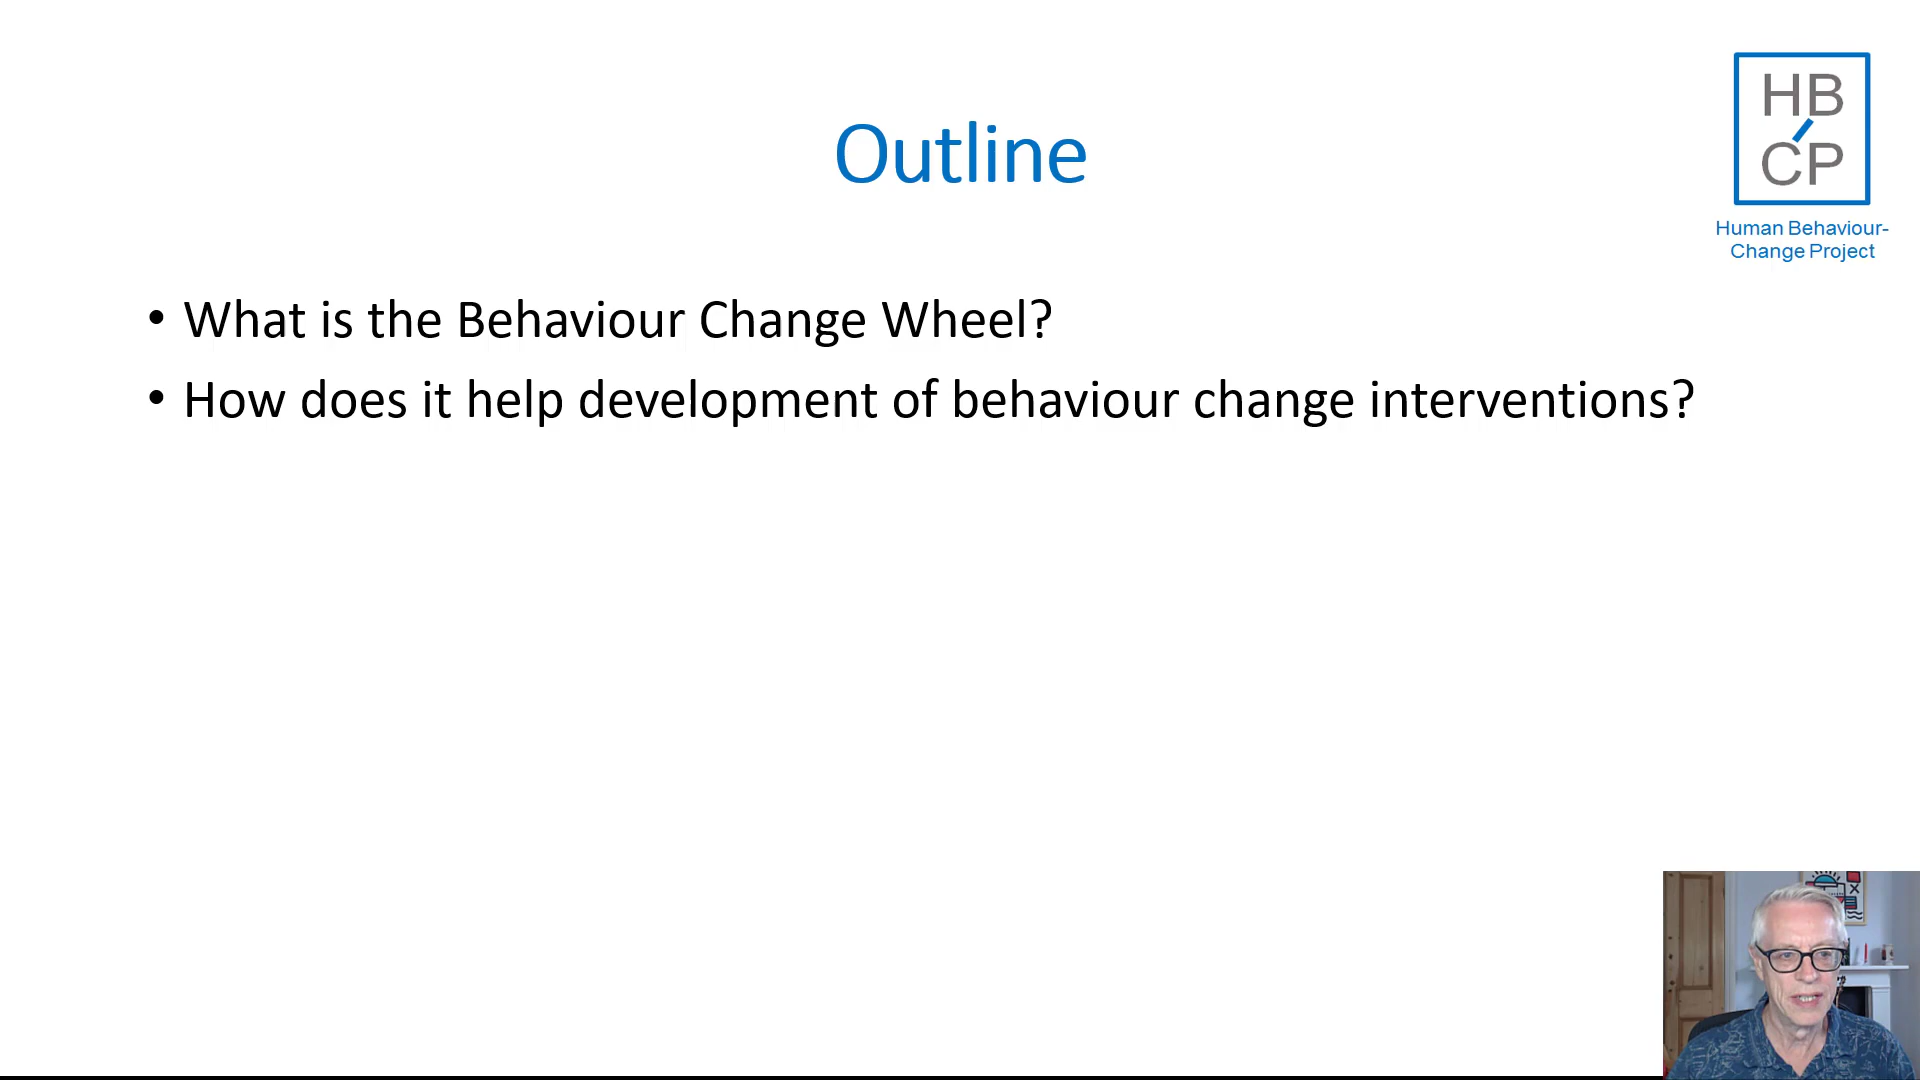 Outline
HB
CP
Human Behaviour-
Change Project
• What is the Behaviour Change Wheel?
• How does it help development of behaviour change interventions?